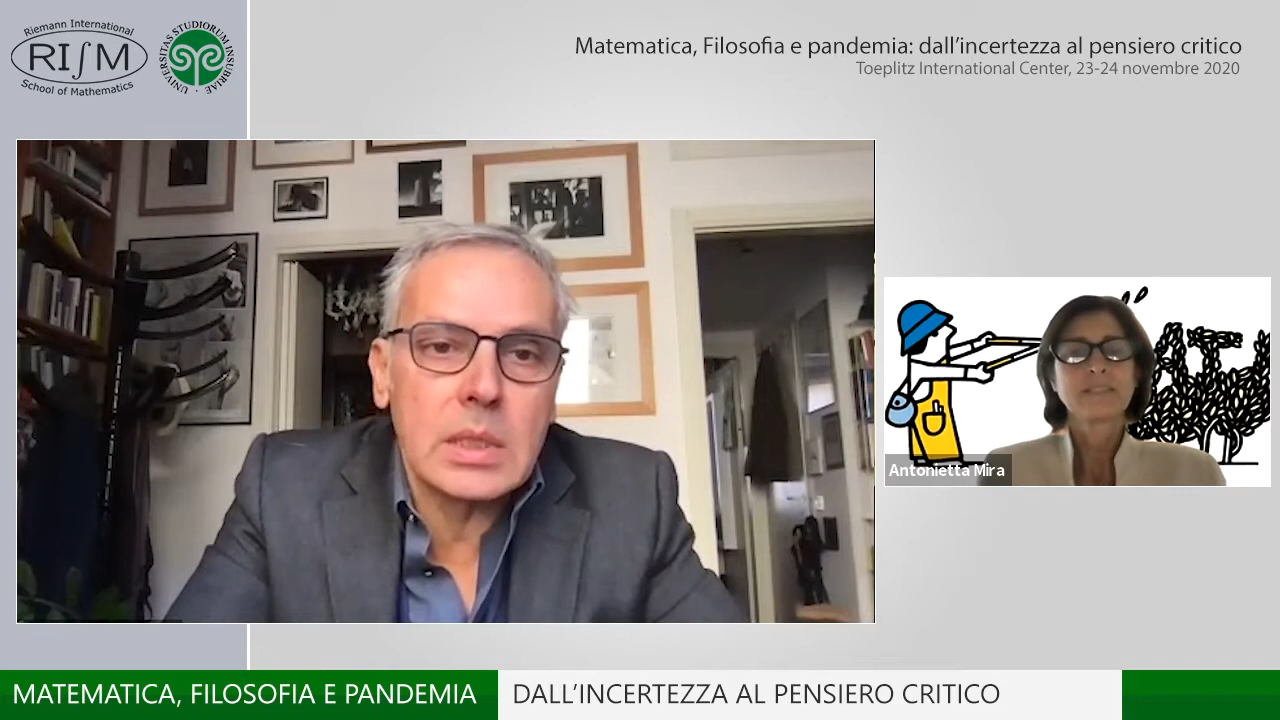 Riemann International
RI∫M
School of Mathematics
UNIVERSITAS STUDIORUM INSUBRIAE
Matematica, Filosofia e pandemia: dall'incertezza al pensiero critico
Toeplitz International Center, 23-24 novembre 2020
Antonietta Mira
MATEMATICA, FILOSOFIA E PANDEMIA
DALL'INCERTEZZA AL PENSIERO CRITICO